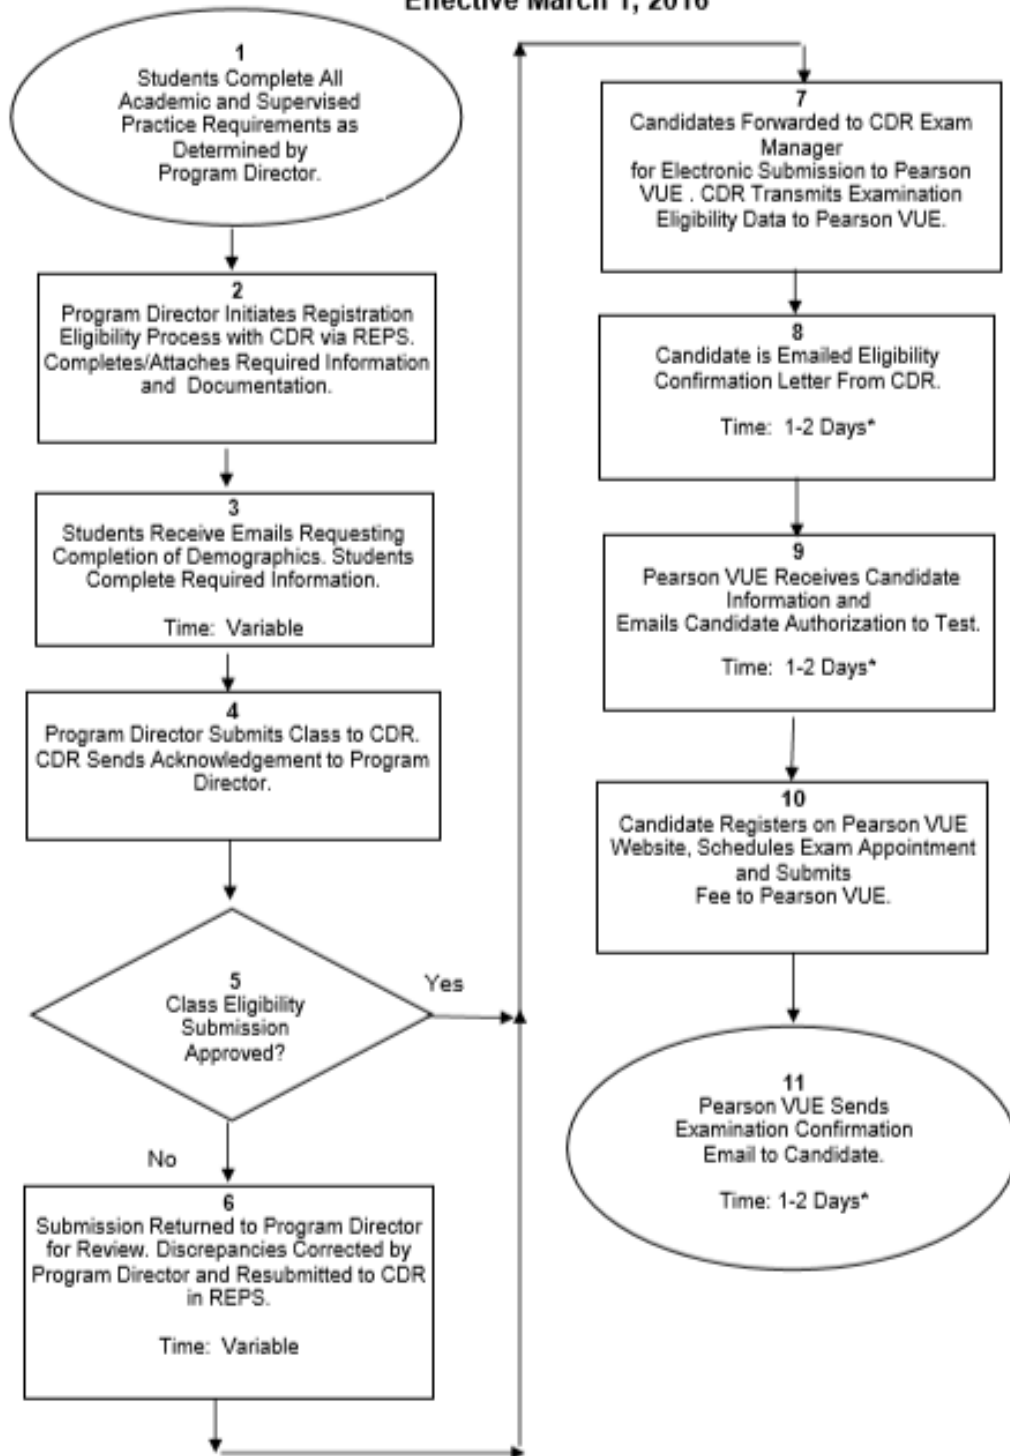 Effective March 1, 2016
1
Students Complete All
Academic and Supervised
Practice Requirements as
Determined by
Program Director.
2
Program Director Initiates Registration
Eligibility Process with CDR via REPS.
Completes/Attaches Required Information
and Documentation.
3
Students Receive Emails Requesting
Completion of Demographics. Students
Complete Required Information.
Time: Variable
4
Program Director Submits Class to CDR.
CDR Sends Acknowledgement to Program
Director.
5
Class Eligibility
Submission
Approved?
Yes
No
6
Submission Returned to Program Director
for Review. Discrepancies Corrected by
Program Director and Resubmitted to CDR
in REPS.
Time: Variable
7
Candidates Forwarded to CDR Exam
Manager
for Electronic Submission to Pearson
VUE . CDR Transmits Examination
Eligibility Data to Pearson VUE.
8
Candidate is Emailed Eligibility
Confirmation Letter From CDR.
Time: 1-2 Days*
9
Pearson VUE Receives Candidate
Information and
Emails Candidate Authorization to Test.
Time: 1-2 Days*
10
Candidate Registers on Pearson VUE
Website, Schedules Exam Appointment
and Submits
Fee to Pearson VUE.
11
Pearson VUE Sends
Examination Confirmation
Email to Candidate.
Time: 1-2 Days*